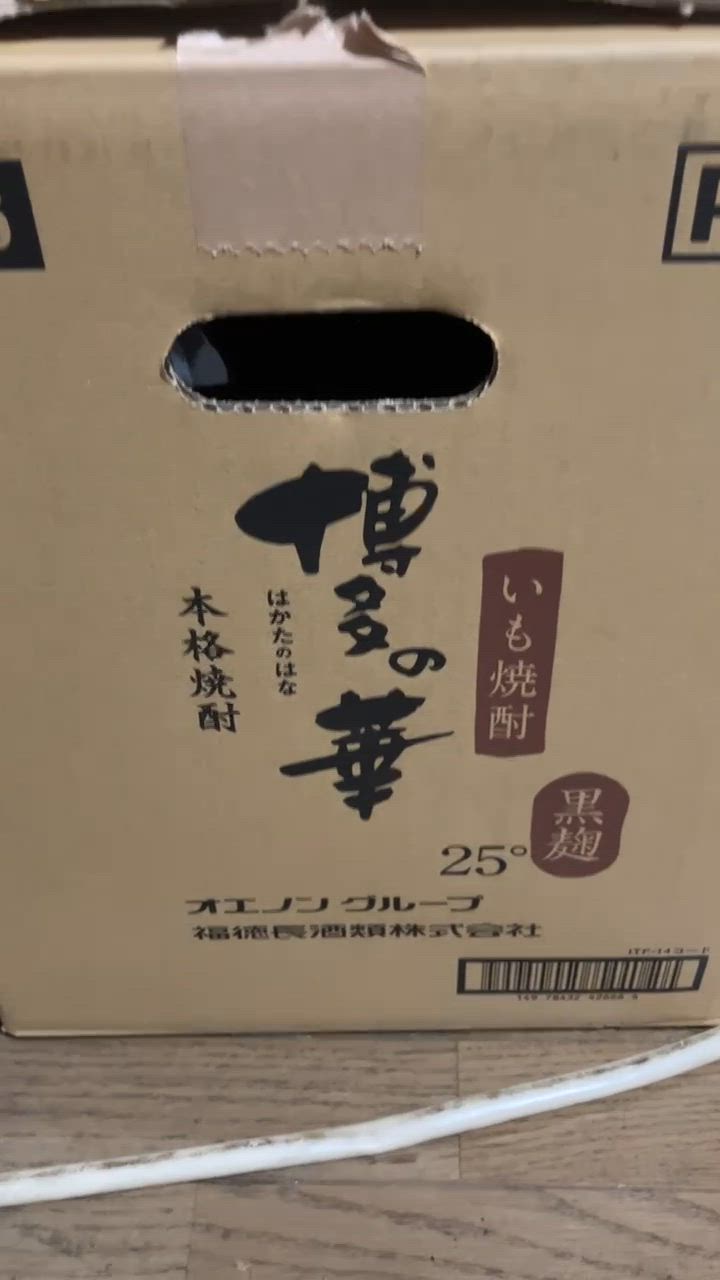 博多の華
はかたのはな
本格焼酎
いも焼酎
黒麹
25°
オエノングループ
福徳長酒類株式会社
ITF-14コード